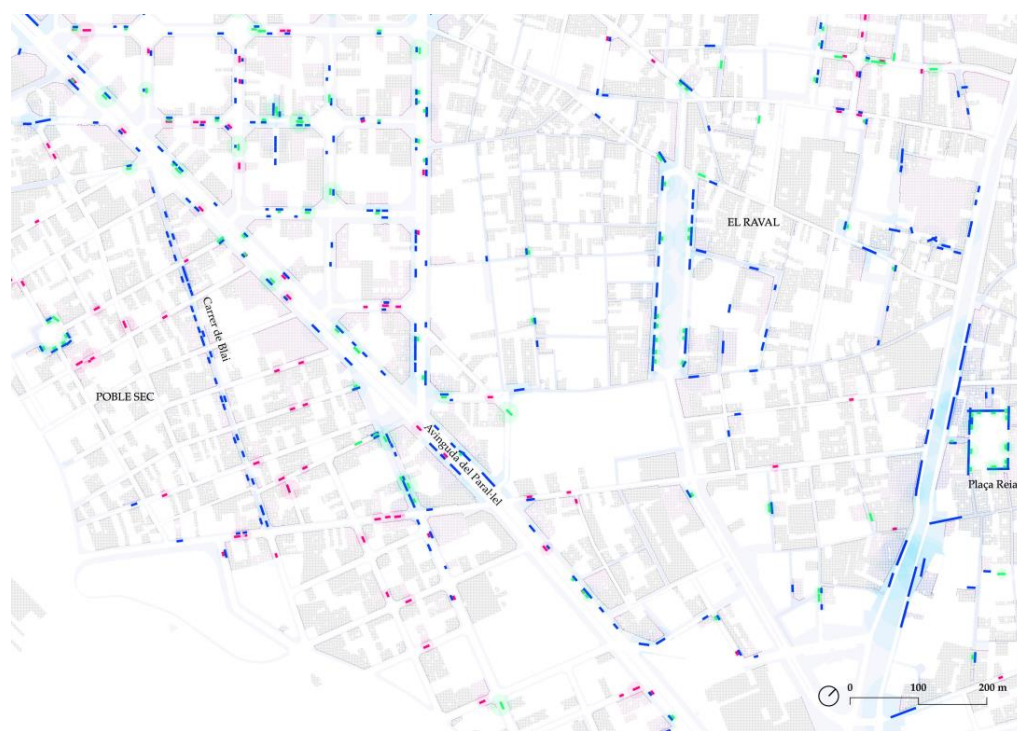 EL RAVAL
Carrer de Blai
POBLE SEC
Avinguda del Paral·lel
Plaça Reia
0 100 200 m